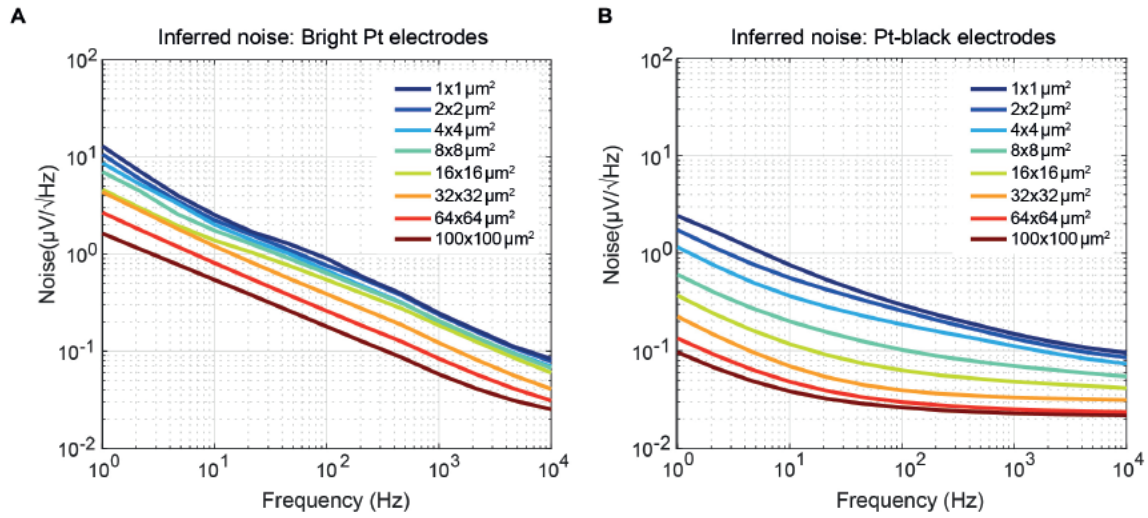 A
Inferred noise: Bright Pt electrodes
10²
10¹
10⁰
10⁻¹
10⁻²
Noise(µV/√Hz)
1x1 µm²
2x2 µm²
4x4 µm²
8x8 µm²
16x16 µm²
32x32 µm²
64x64 µm²
100x100 µm²
10⁰ 10¹ 10² 10³ 10⁴
Frequency (Hz)
B
Inferred noise: Pt-black electrodes
10²
10¹
10⁰
10⁻¹
10⁻²
Noise(µV/√Hz)
1x1 µm²
2x2 µm²
4x4 µm²
8x8 µm²
16x16 µm²
32x32 µm²
64x64 µm²
100x100 µm²
10⁰ 10¹ 10² 10³ 10⁴
Frequency (Hz)